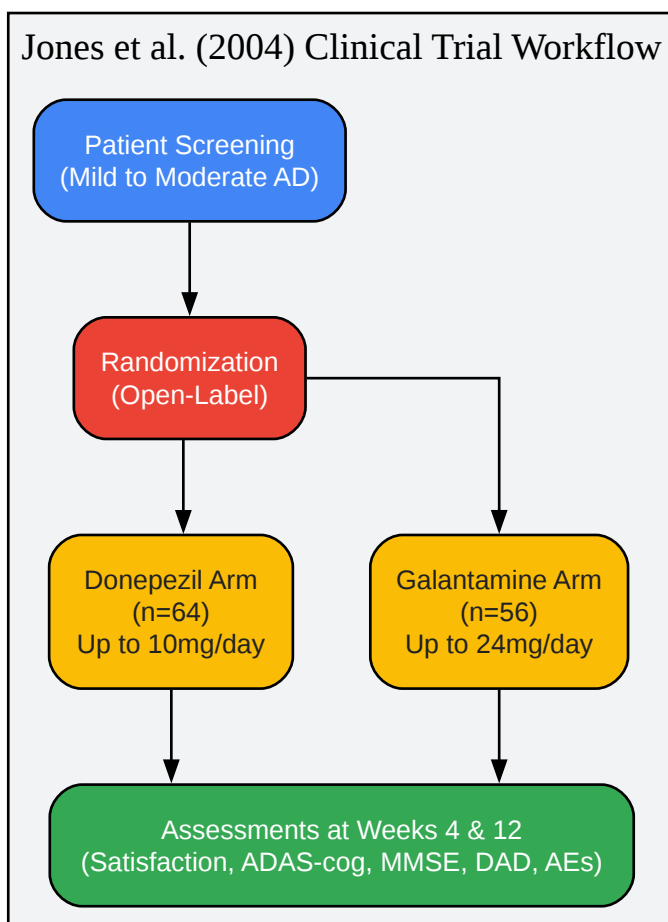 Jones et al. (2004) Clinical Trial Workflow
Patient Screening
(Mild to Moderate AD)
Randomization
(Open-Label)
Donepezil Arm
(n=64)
Up to 10mg/day
Galantamine Arm
(n=56)
Up to 24mg/day
Assessments at Weeks 4 & 12
(Satisfaction, ADAS-cog, MMSE, DAD, AEs)